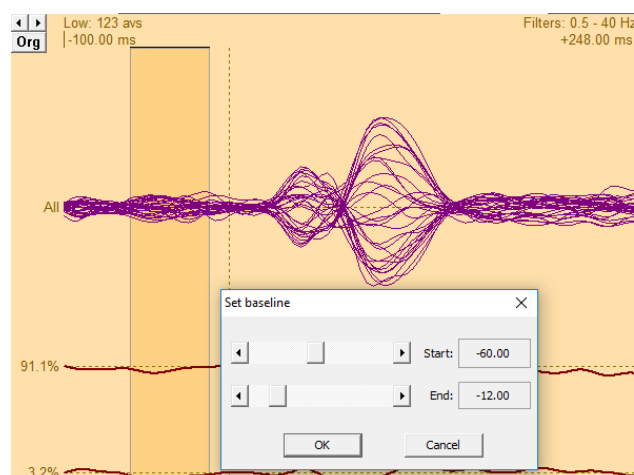 Low: 123 avs
Filters: 0.5 - 40 Hz
-100.00 ms
+248.00 ms
Org
All
Set baseline
Start:
-60.00
91.1%
End:
-12.00
OK
Cancel
3.2%